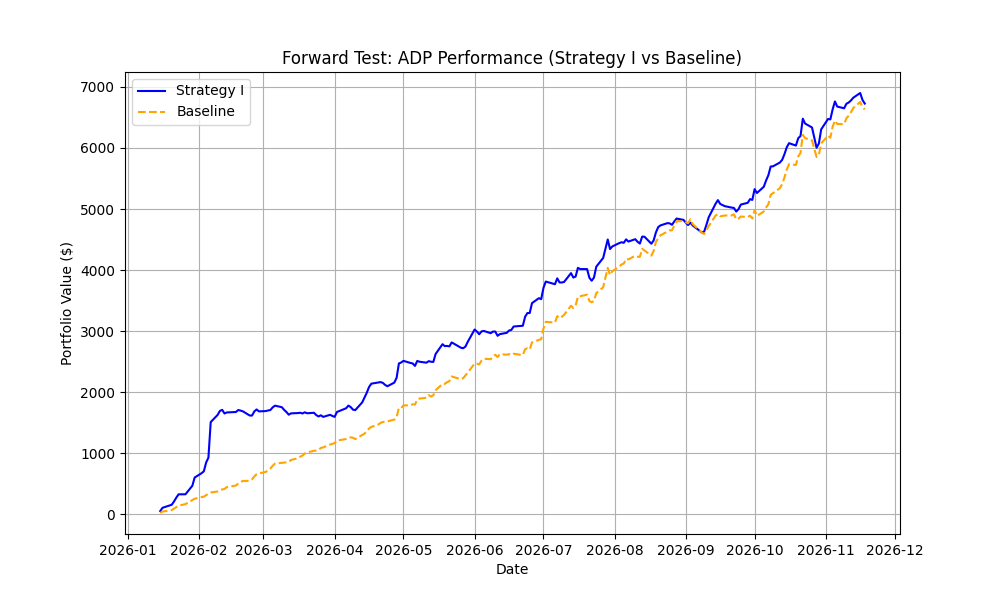 Forward Test: ADP Performance (Strategy I vs Baseline)
Strategy I
Baseline
Portfolio Value ($)
7000
6000
5000
4000
3000
2000
1000
0
2026-01 2026-02 2026-03 2026-04 2026-05 2026-06 2026-07 2026-08 2026-09 2026-10 2026-11 2026-12
Date